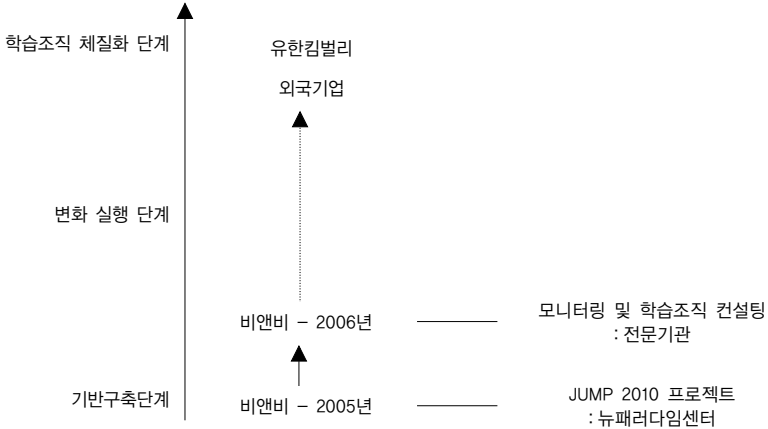 학습조직 체질화 단계
유한킴벌리
외국기업
변화 실행 단계
비앤비 – 2006년
모니터링 및 학습조직 컨설팅
: 전문기관
기반구축단계
비앤비 – 2005년
JUMP 2010 프로젝트
: 뉴패러다임센터